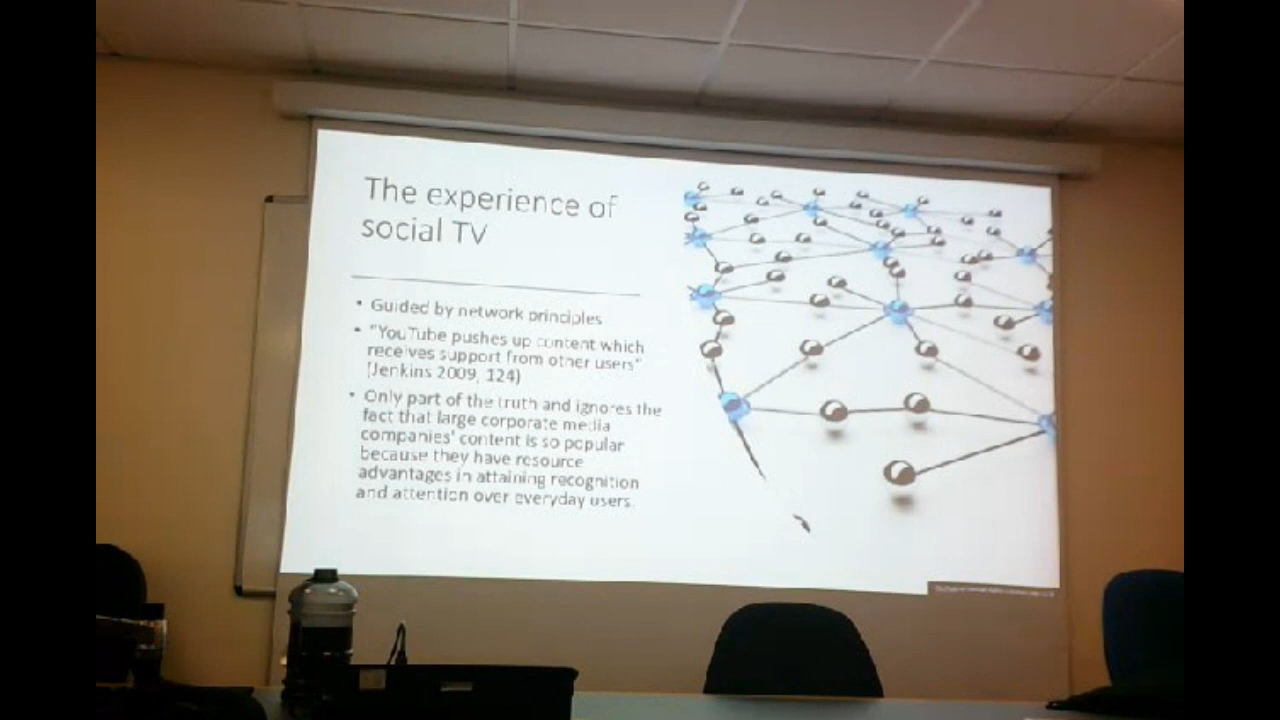 The experience of
social TV
• Guided by network principles
• "YouTube pushes up content which
receives support from other users"
(Jenkins 2009, 124)
• Only part of the truth and ignores the
fact that large corporate media
companies' content is so popular
because they have resource
advantages in attaining recognition
and attention over everyday users.